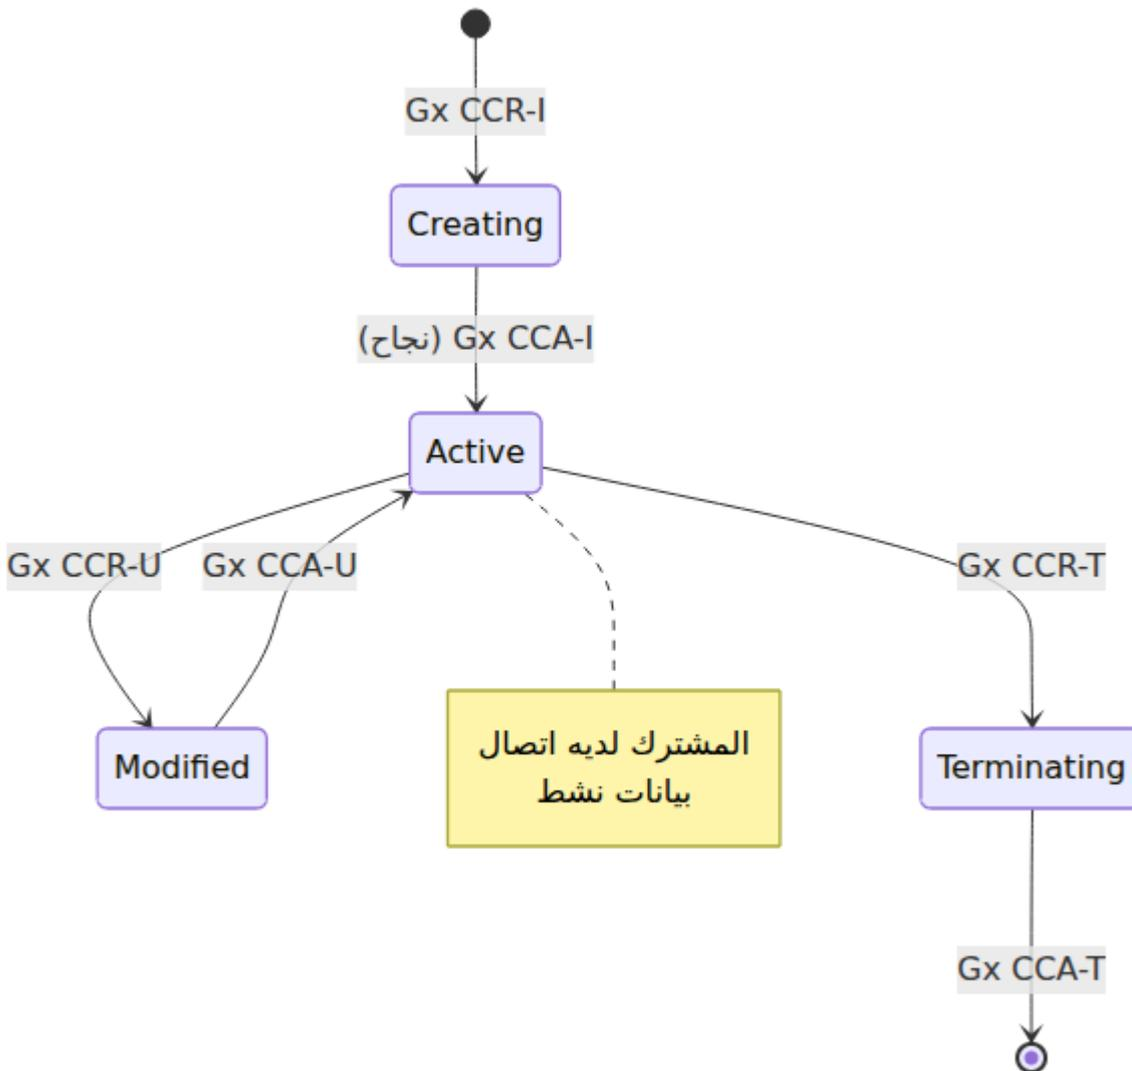 Gx CCR-I
Creating
Gx CCA-I (نجاح)
Active
Gx CCR-U
Gx CCA-U
Gx CCR-T
Modified
المشترك لديه اتصال
بيانات نشط
Terminating
Gx CCA-T